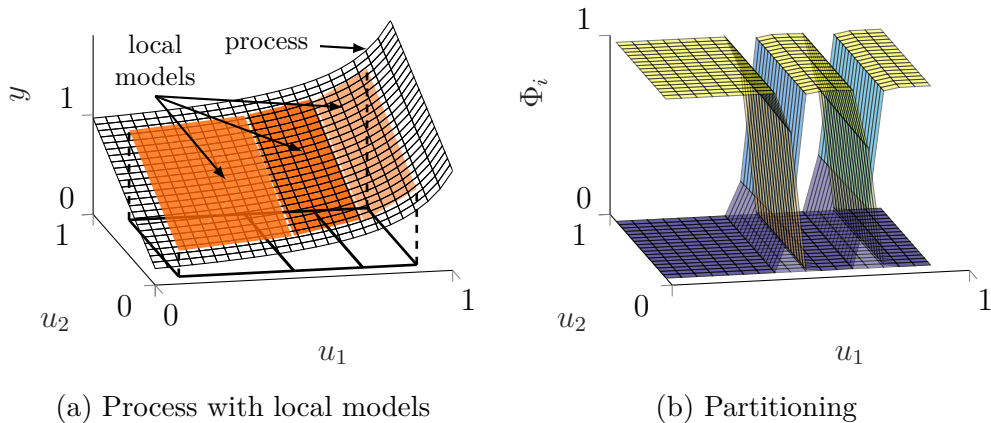 local
models
process
y
1
0
1
0
0
1
u₂
u₁
(a) Process with local models
1
Φᵢ
0
1
0
1
u₂
u₁
(b) Partitioning